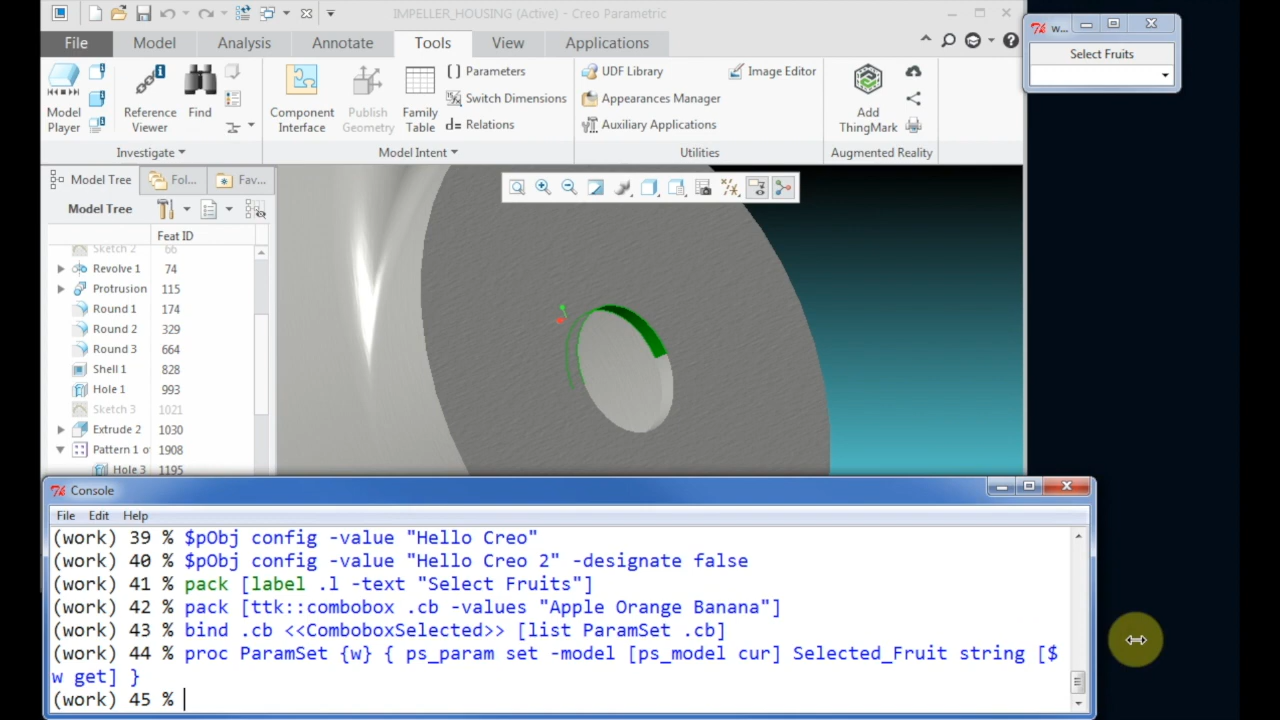 IMPELLER_HOUSING (Active) - Creo Parametric
File Model Analysis Annotate Tools View Applications
Model Player
Reference Viewer
Find
Investigate
Component Interface
Publish Geometry
Family Table
Parameters
Switch Dimensions
d= Relations
Model Intent
UDF Library
Appearances Manager
Auxiliary Applications
Image Editor
Utilities
Add ThingMark
Augmented Reality
w...
Select Fruits
Model Tree Fol... Fav...
Model Tree
Feat ID
Sketch 2 66
Revolve 1 74
Protrusion 115
Round 1 174
Round 2 329
Round 3 664
Shell 1 828
Hole 1 993
Sketch 3 1021
Extrude 2 1030
Pattern 1 o 1908
Hole 3 1195
Console
File Edit Help
(work) 39 % $pObj config -value "Hello Creo"
(work) 40 % $pObj config -value "Hello Creo 2" -designate false
(work) 41 % pack [label .l -text "Select Fruits"]
(work) 42 % pack [ttk::combobox .cb -values "Apple Orange Banana"]
(work) 43 % bind .cb <<ComboboxSelected>> [list ParamSet .cb]
(work) 44 % proc ParamSet {w} { ps_param set -model [ps_model cur] Selected_Fruit string [$
w get] }
(work) 45 %